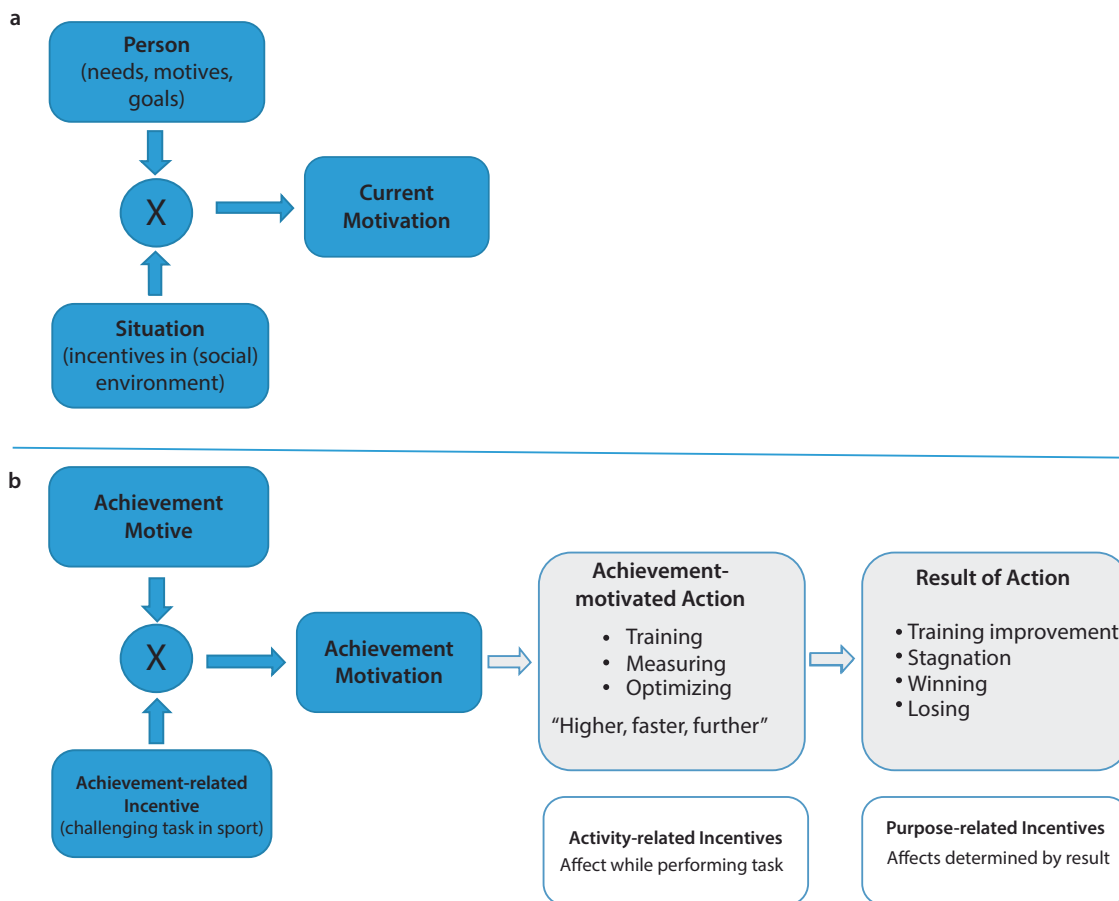 a
Person
(needs, motives,
goals)
X
Current
Motivation
Situation
(incentives in (social)
environment)
b
Achievement
Motive
X
Achievement-related
Incentive
(challenging task in sport)
Achievement
Motivation
Achievement-
motivated Action
• Training
• Measuring
• Optimizing
“Higher, faster, further”
Result of Action
• Training improvement
• Stagnation
• Winning
• Losing
Activity-related Incentives
Affect while performing task
Purpose-related Incentives
Affects determined by result